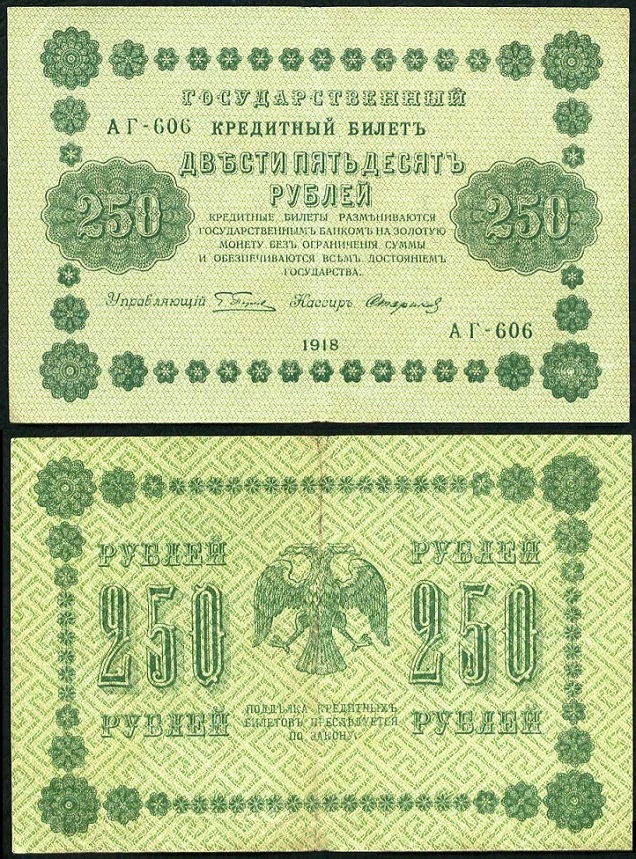 ГОСУДАРСТВЕННЫЙ
АГ-606 КРЕДИТНЫЙ БИЛЕТЪ
ДВѢСТИ ПЯТЬДЕСЯТЪ
РУБЛЕЙ
250
250
КРЕДИТНЫЕ БИЛЕТЫ РАЗМѢНИВАЮТСЯ
ГОСУДАРСТВЕННЫМЪ БАНКОМЪ НА ЗОЛОТУЮ
МОНЕТУ БЕЗЪ ОГРАНИЧЕНІЯ СУММЫ
И ОБЕЗПЕЧИВАЮТСЯ ВСѢМЪ ДОСТОЯНІЕМЪ
ГОСУДАРСТВА.
Управляющій Кассиръ
АГ-606
1918
РУБЛЕЙ РУБЛЕЙ
250 250
РУБЛЕЙ РУБЛЕЙ
ПОДДѢЛКА КРЕДИТНЫХЪ
БИЛЕТОВЪ ПРЕСЛѢДУЕТСЯ
ПО ЗАКОНУ.